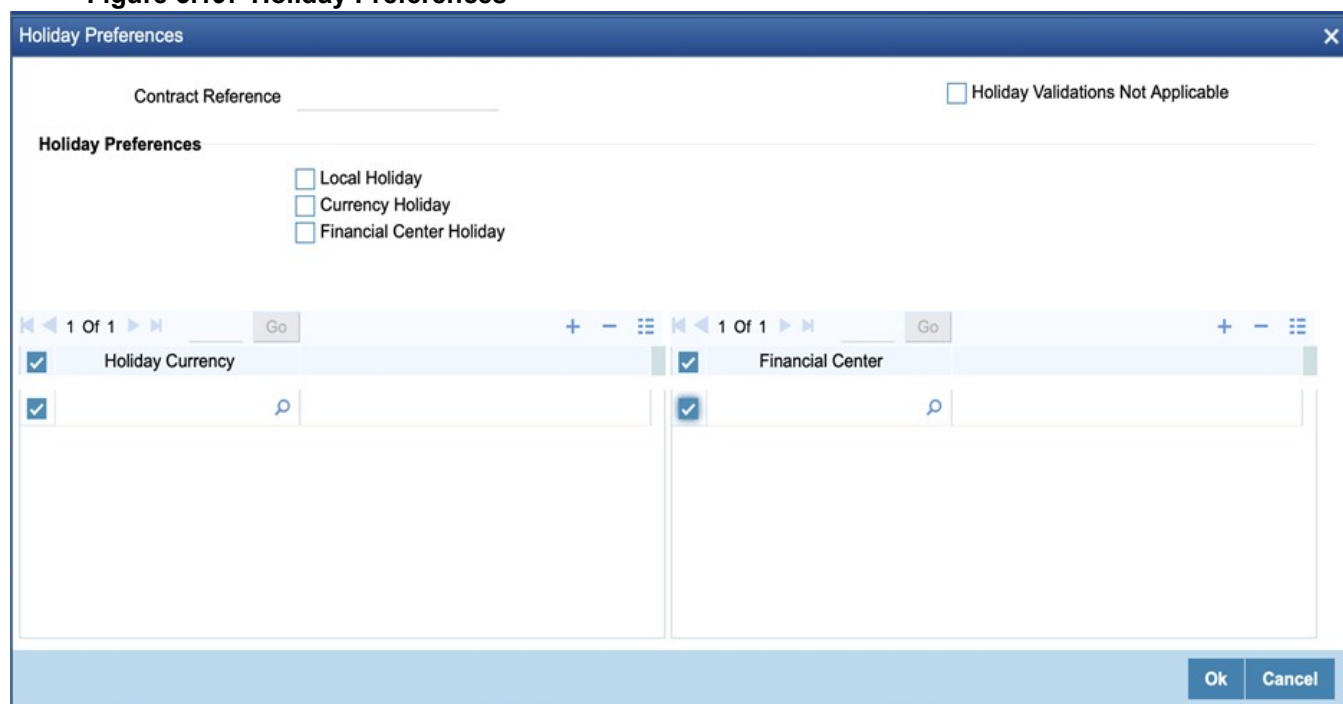 Holiday Preferences
Contract Reference
Holiday Validations Not Applicable
Holiday Preferences
Local Holiday
Currency Holiday
Financial Center Holiday
1 Of 1 Go
1 Of 1 Go
Holiday Currency
Financial Center
Ok Cancel